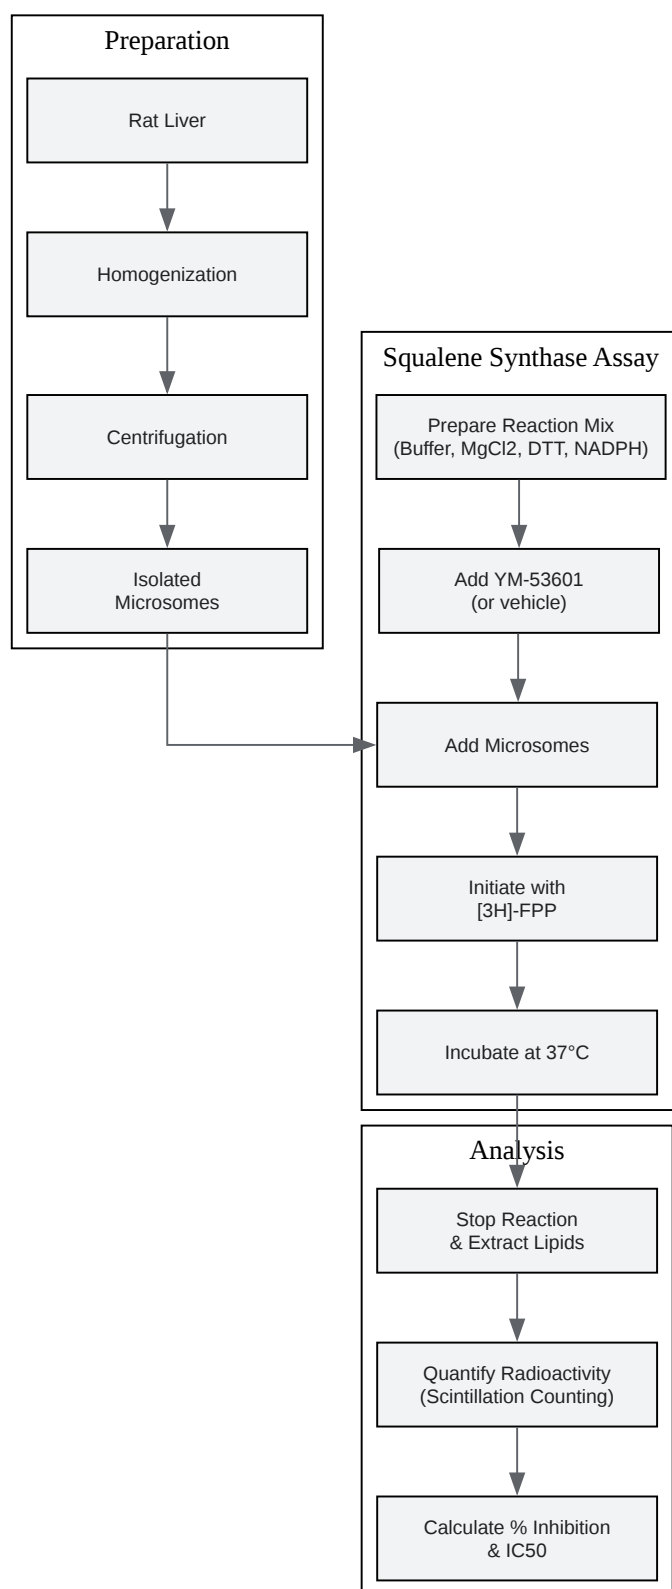 Preparation
Rat Liver
Homogenization
Centrifugation
Isolated
Microsomes
Squalene Synthase Assay
Prepare Reaction Mix
(Buffer, MgCl2, DTT, NADPH)
Add YM-53601
(or vehicle)
Add Microsomes
Initiate with
[3H]-FPP
Incubate at 37°C
Analysis
Stop Reaction
& Extract Lipids
Quantify Radioactivity
(Scintillation Counting)
Calculate % Inhibition
& IC50